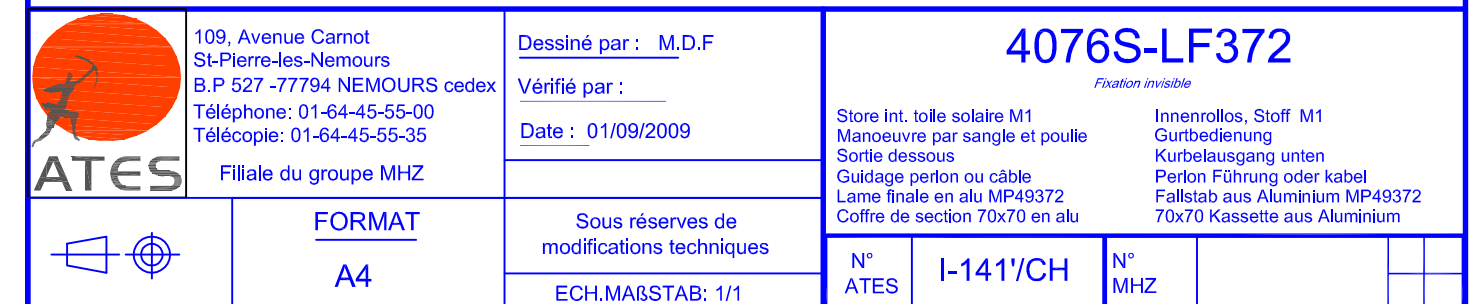 ATES
109, Avenue Carnot
St-Pierre-les-Nemours
B.P 527 -77794 NEMOURS cedex
Téléphone: 01-64-45-55-00
Télécopie: 01-64-45-55-35
Filiale du groupe MHZ
Dessiné par : M.D.F
Vérifié par :
Date : 01/09/2009
4076S-LF372
Fixation invisible
Store int. toile solaire M1
Manoeuvre par sangle et poulie
Sortie dessous
Guidage perlon ou câble
Lame finale en alu MP49372
Coffre de section 70x70 en alu
Innenrollos, Stoff M1
Gurtbedienung
Kurbelausgang unten
Perlon Führung oder kabel
Fallstab aus Aluminium MP49372
70x70 Kassette aus Aluminium
FORMAT
A4
Sous réserves de
modifications techniques
ECH.MAßSTAB: 1/1
N°
ATES
I-141'/CH
N°
MHZ